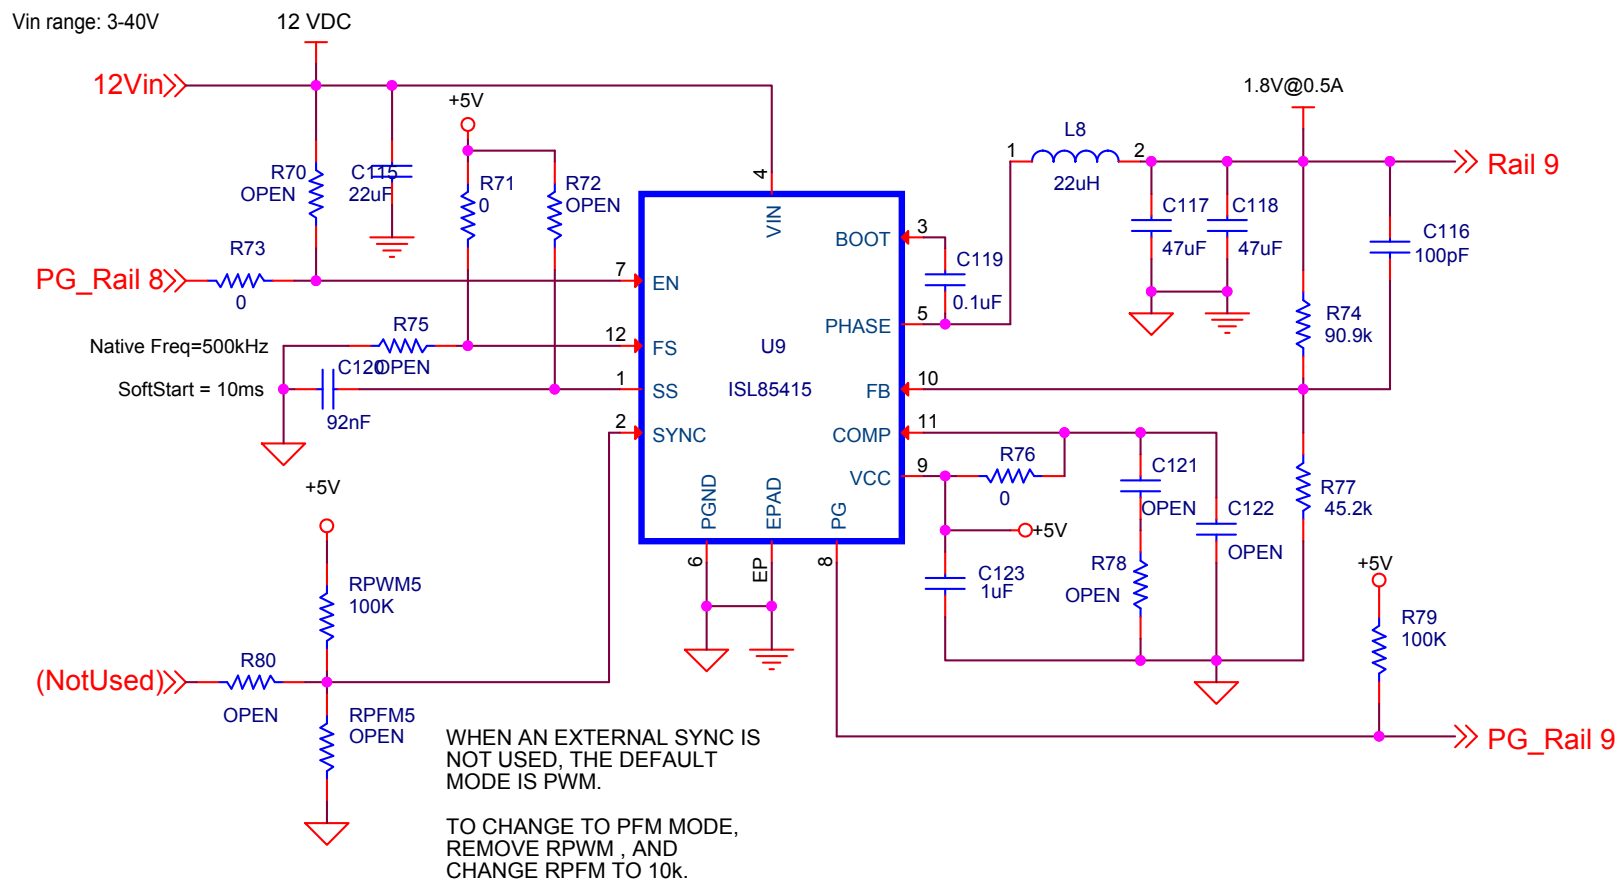 Vin range: 3-40V
12 VDC
12Vin
+5V
1.8V@0.5A
L8
1
2
22uH
Rail 9
R70
OPEN
C115
22uF
R71
0
R72
OPEN
4
VIN
C117
47uF
C118
47uF
C116
100pF
BOOT
3
C119
0.1uF
R73
0
PG_Rail 8
7
EN
PHASE
5
R74
90.9k
Native Freq=500kHz
R75
OPEN
12
FS
U9
ISL85415
SoftStart = 10ms
C120
92nF
1
SS
FB
10
2
SYNC
COMP
11
VCC
9
R76
0
C121
OPEN
C122
OPEN
R77
45.2k
PGND
EPAD
PG
6
EP
8
+5V
+5V
C123
1uF
R78
OPEN
+5V
R79
100K
RPWM5
100K
(NotUsed)
R80
OPEN
RPFM5
OPEN
PG_Rail 9
WHEN AN EXTERNAL SYNC IS
NOT USED, THE DEFAULT
MODE IS PWM.
TO CHANGE TO PFM MODE,
REMOVE RPWM , AND
CHANGE RPFM TO 10k.